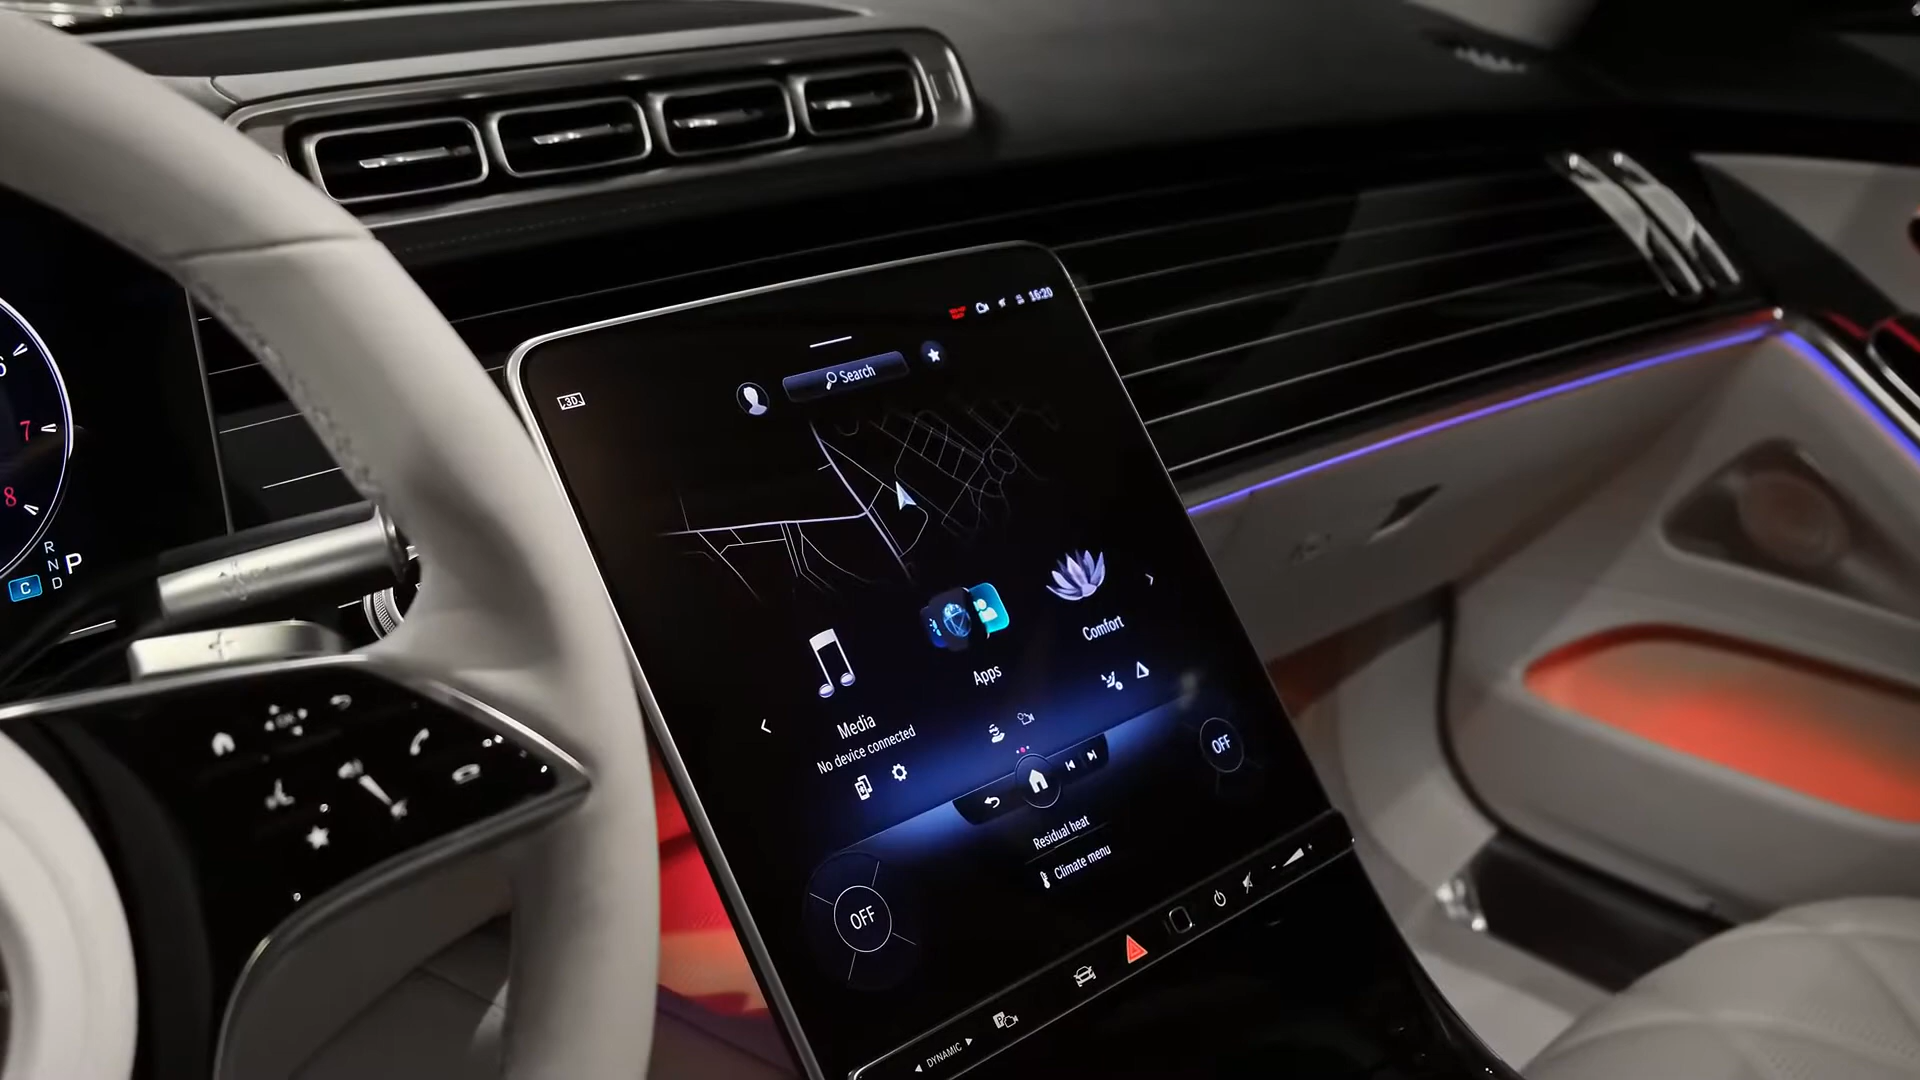 16:20
3D
Search
7
8
R
N
D
P
C
Comfort
Apps
Media
No device connected
OFF
Residual heat
Climate menu
OFF
DYNAMIC